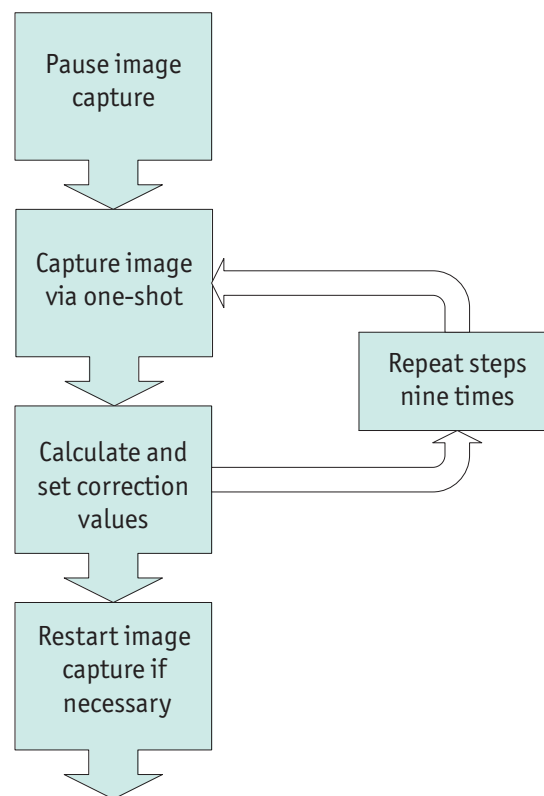 Pause image
capture
Capture image
via one-shot
Repeat steps
nine times
Calculate and
set correction
values
Restart image
capture if
necessary